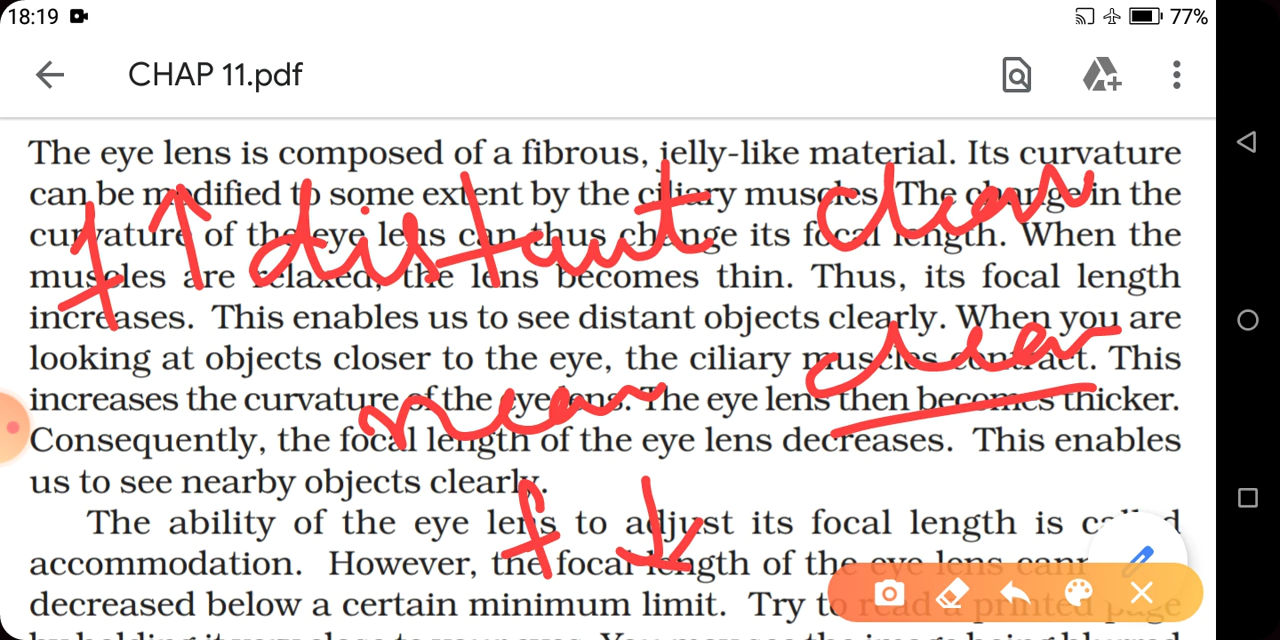 18:19 77%
CHAP 11.pdf
The eye lens is composed of a fibrous, jelly-like material. Its curvature
can be modified to some extent by the ciliary muscles. The change in the
f ↑ distant clear
curvature of the eye lens can thus change its focal length. When the
muscles are relaxed, the lens becomes thin. Thus, its focal length
increases. This enables us to see distant objects clearly. When you are
looking at objects closer to the eye, the ciliary muscles contract. This
near clear
increases the curvature of the eye lens. The eye lens then becomes thicker.
Consequently, the focal length of the eye lens decreases. This enables
us to see nearby objects clearly.
f ↓
The ability of the eye lens to adjust its focal length is called
accommodation. However, the focal length of the eye lens
decreased below a certain minimum limit. Try to read a printed page